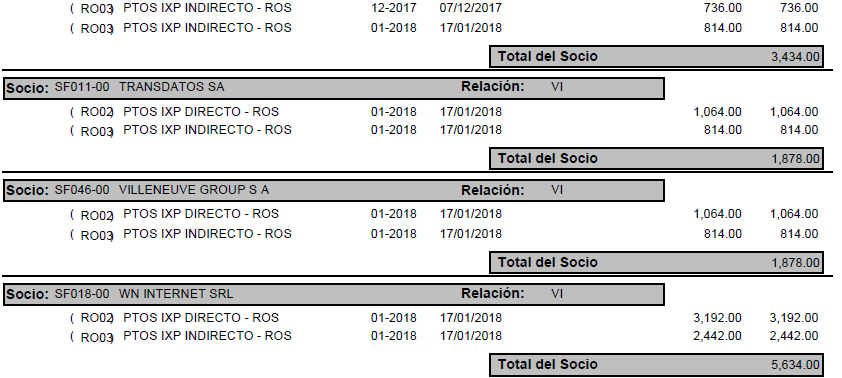 ( RO03) PTOS IXP INDIRECTO - ROS 12-2017 07/12/2017 736.00 736.00
( RO03) PTOS IXP INDIRECTO - ROS 01-2018 17/01/2018 814.00 814.00
Total del Socio 3,434.00
Socio: SF011-00 TRANSDATOS SA Relación: VI
( RO02) PTOS IXP DIRECTO - ROS 01-2018 17/01/2018 1,064.00 1,064.00
( RO03) PTOS IXP INDIRECTO - ROS 01-2018 17/01/2018 814.00 814.00
Total del Socio 1,878.00
Socio: SF046-00 VILLENEUVE GROUP S A Relación: VI
( RO02) PTOS IXP DIRECTO - ROS 01-2018 17/01/2018 1,064.00 1,064.00
( RO03) PTOS IXP INDIRECTO - ROS 01-2018 17/01/2018 814.00 814.00
Total del Socio 1,878.00
Socio: SF018-00 WN INTERNET SRL Relación: VI
( RO02) PTOS IXP DIRECTO - ROS 01-2018 17/01/2018 3,192.00 3,192.00
( RO03) PTOS IXP INDIRECTO - ROS 01-2018 17/01/2018 2,442.00 2,442.00
Total del Socio 5,634.00